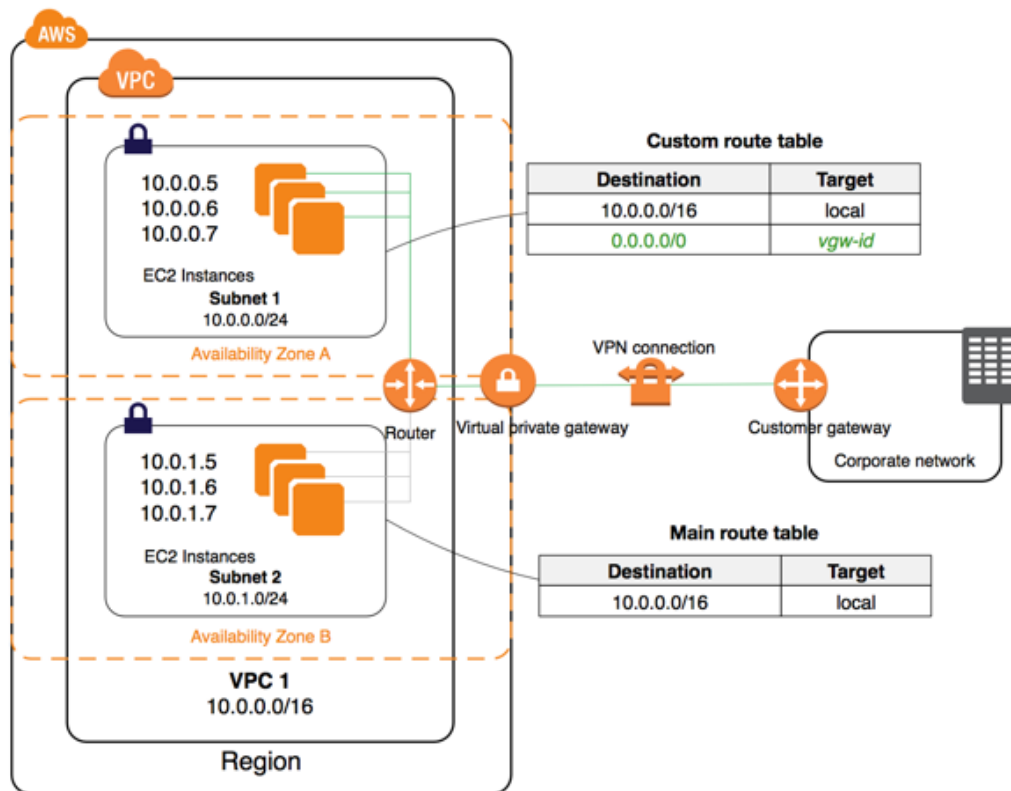 AWS
VPC
10.0.0.5
10.0.0.6
10.0.0.7
EC2 Instances
Subnet 1
10.0.0.0/24
Availability Zone A
Custom route table
Destination Target
10.0.0.0/16 local
0.0.0.0/0 vgw-id
Router
Virtual private gateway
VPN connection
Customer gateway
Corporate network
10.0.1.5
10.0.1.6
10.0.1.7
EC2 Instances
Subnet 2
10.0.1.0/24
Availability Zone B
Main route table
Destination Target
10.0.0.0/16 local
VPC 1
10.0.0.0/16
Region